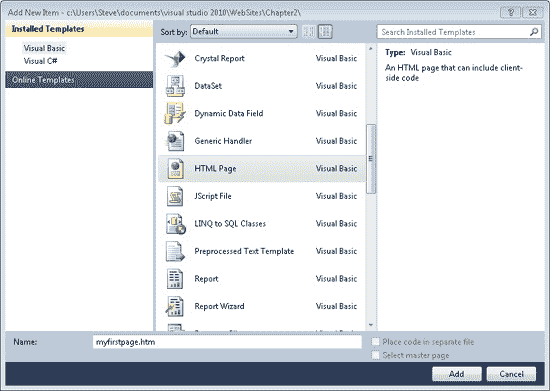 Add New Item - c:\Users\Steve\documents\visual studio 2010\WebSites\Chapter2\
Installed Templates
Visual Basic
Visual C#
Online Templates
Sort by: Default
Crystal Report Visual Basic
DataSet Visual Basic
Dynamic Data Field Visual Basic
Generic Handler Visual Basic
HTML Page Visual Basic
JScript File Visual Basic
LINQ to SQL Classes Visual Basic
Preprocessed Text Template Visual Basic
Report Visual Basic
Report Wizard Visual Basic
Search Installed Templates
Type: Visual Basic
An HTML page that can include client-
side code
Name: myfirstpage.htm
Place code in separate file
Select master page
Add Cancel